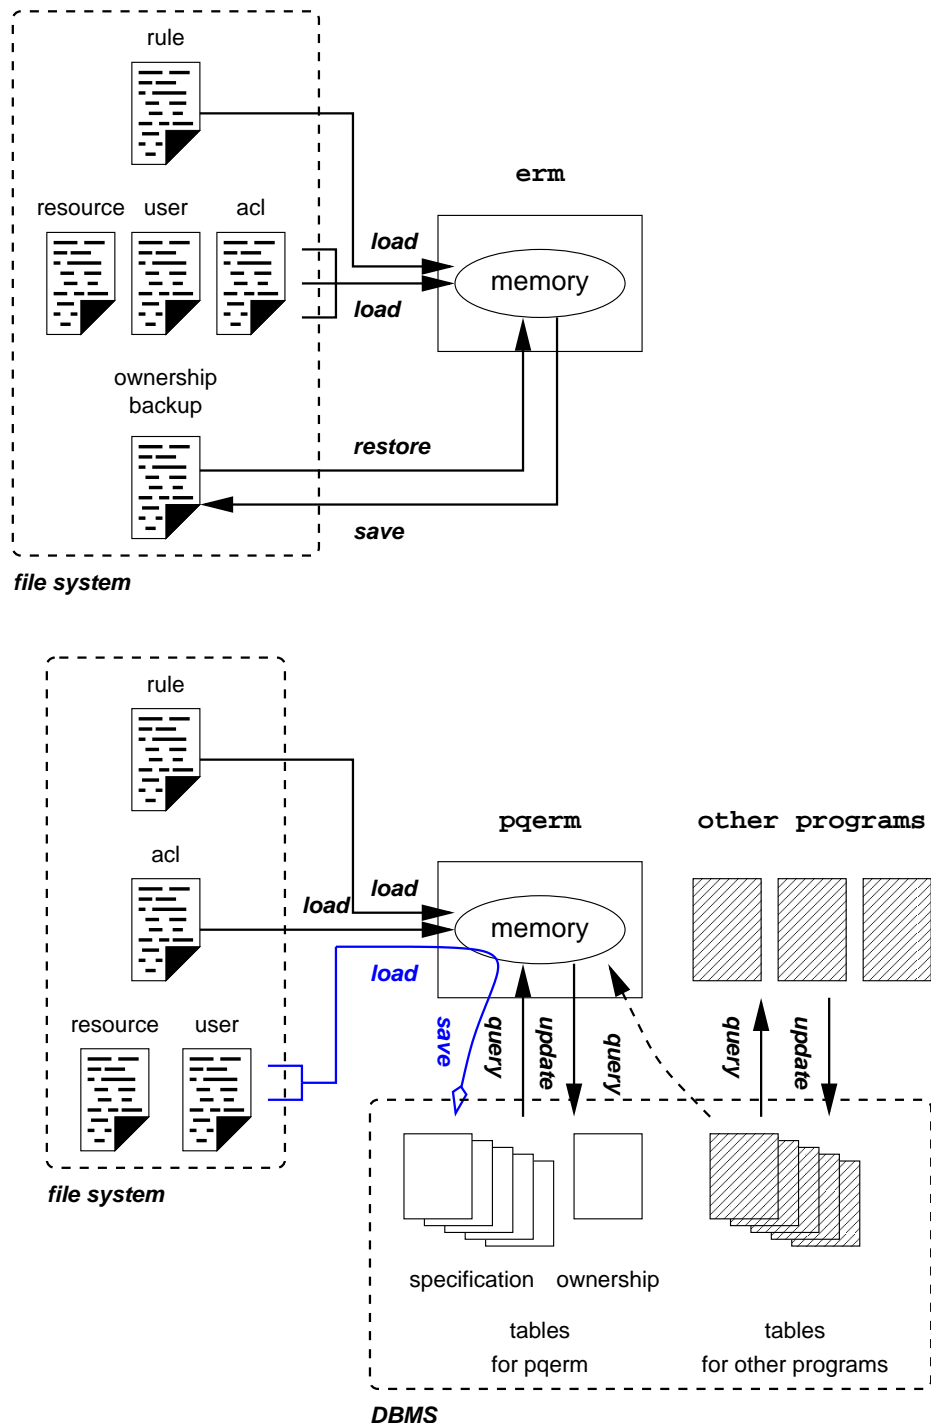 rule
erm
resource user acl
load
memory
load
ownership
backup
restore
save
file system
rule
pqerm other programs
acl
load
load
memory
load
resource user
save query update query query update
file system
specification ownership
tables tables
for pqerm for other programs
DBMS